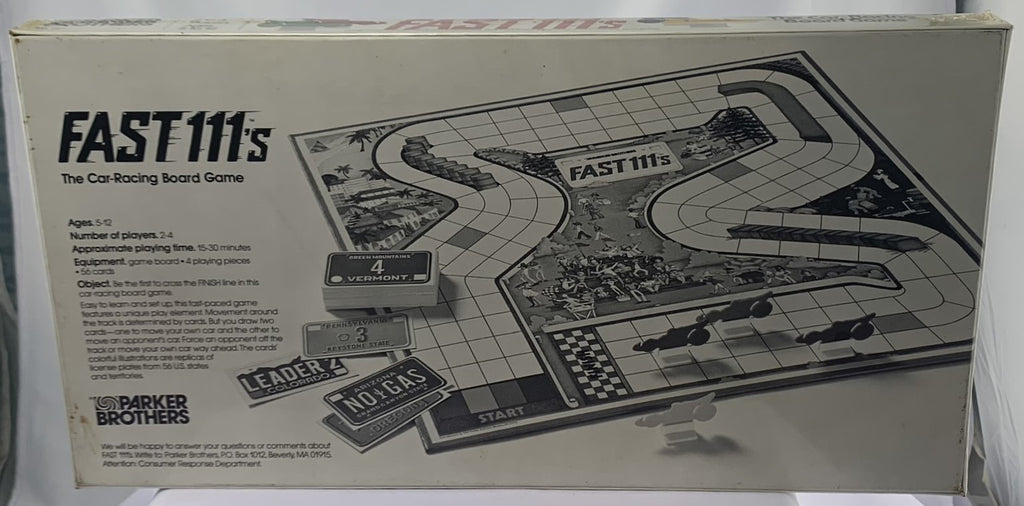 FAST 111's
FAST 111's
The Car-Racing Board Game
Ages. 5-12
Number of players. 2-4
Approximate playing time. 15-30 minutes
Equipment. game board • 4 playing pieces
• 56 cards
Object. Be the first to cross the FINISH line in this
car-racing board game.
Easy to learn and set up, this fast-paced game
features a unique play element. Movement around
the track is determined by cards. But you draw two
cards—one to move your own car and the other to
move an opponent's car. Force an opponent off the
track or move your own car way ahead. The cards'
colorful illustrations are replicas of
license plates from 56 U.S. states
and territories.
PARKER
BROTHERS
We will be happy to answer your questions or comments about
FAST 111's. Write to: Parker Brothers, P.O. Box 1012, Beverly, MA 01915.
Attention: Consumer Response Department.
FAST 111's
GREEN MOUNTAINS
4
VERMONT
PENNSYLVANIA
3
KEYSTONE STATE
LEADER 2
COLORADO
ARIZONA
NO GAS
START